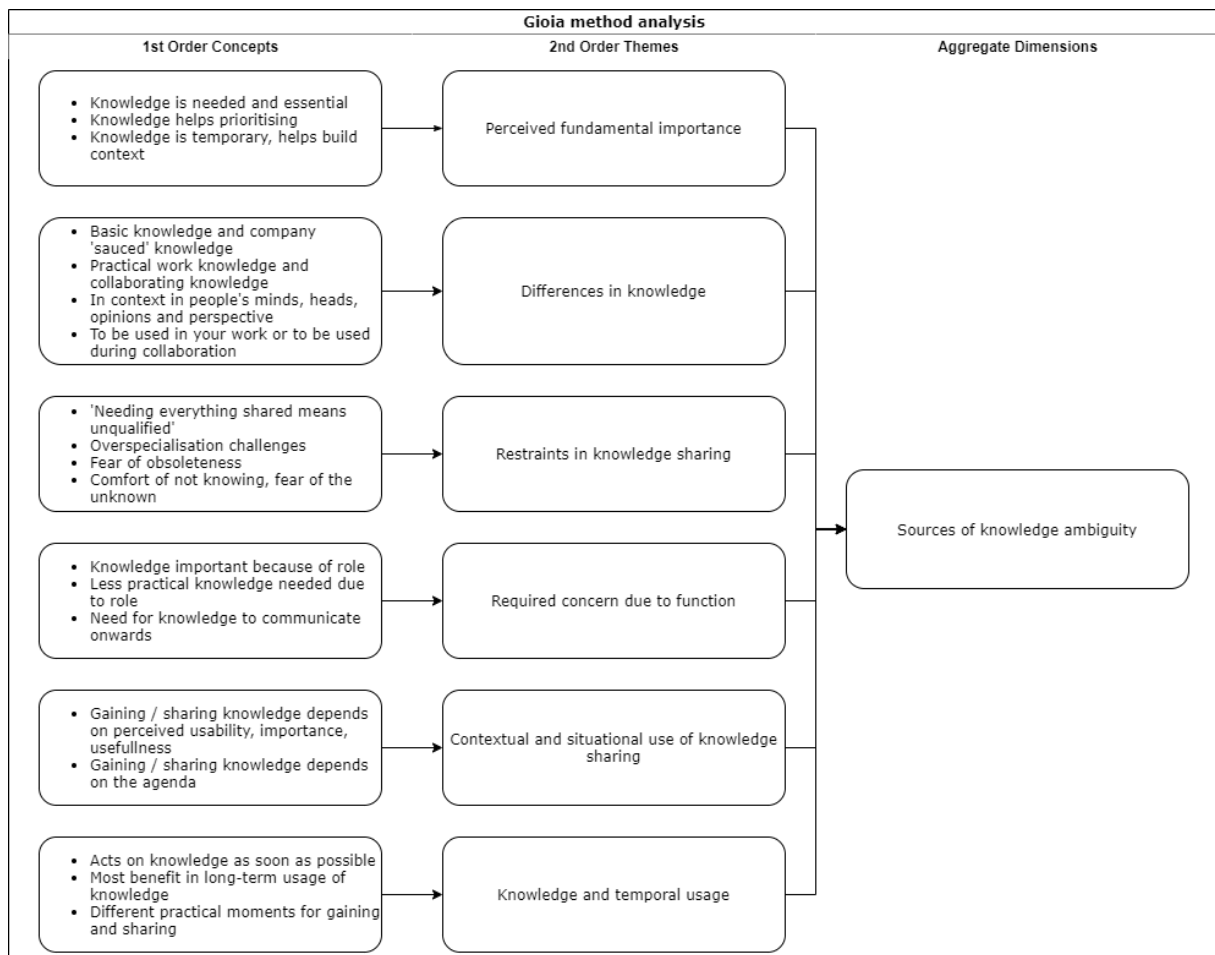 Gioia method analysis
1st Order Concepts
2nd Order Themes
Aggregate Dimensions
• Knowledge is needed and essential
• Knowledge helps prioritising
• Knowledge is temporary, helps build
context
Perceived fundamental importance
• Basic knowledge and company
'sauced' knowledge
• Practical work knowledge and
collaborating knowledge
• In context in people's minds, heads,
opinions and perspective
• To be used in your work or to be used
during collaboration
Differences in knowledge
• 'Needing everything shared means
unqualified'
• Overspecialisation challenges
• Fear of obsoleteness
• Comfort of not knowing, fear of the
unknown
Restraints in knowledge sharing
Sources of knowledge ambiguity
• Knowledge important because of role
• Less practical knowledge needed due
to role
• Need for knowledge to communicate
onwards
Required concern due to function
• Gaining / sharing knowledge depends
on perceived usability, importance,
usefullness
• Gaining / sharing knowledge depends
on the agenda
Contextual and situational use of knowledge
sharing
• Acts on knowledge as soon as possible
• Most benefit in long-term usage of
knowledge
• Different practical moments for gaining
and sharing
Knowledge and temporal usage